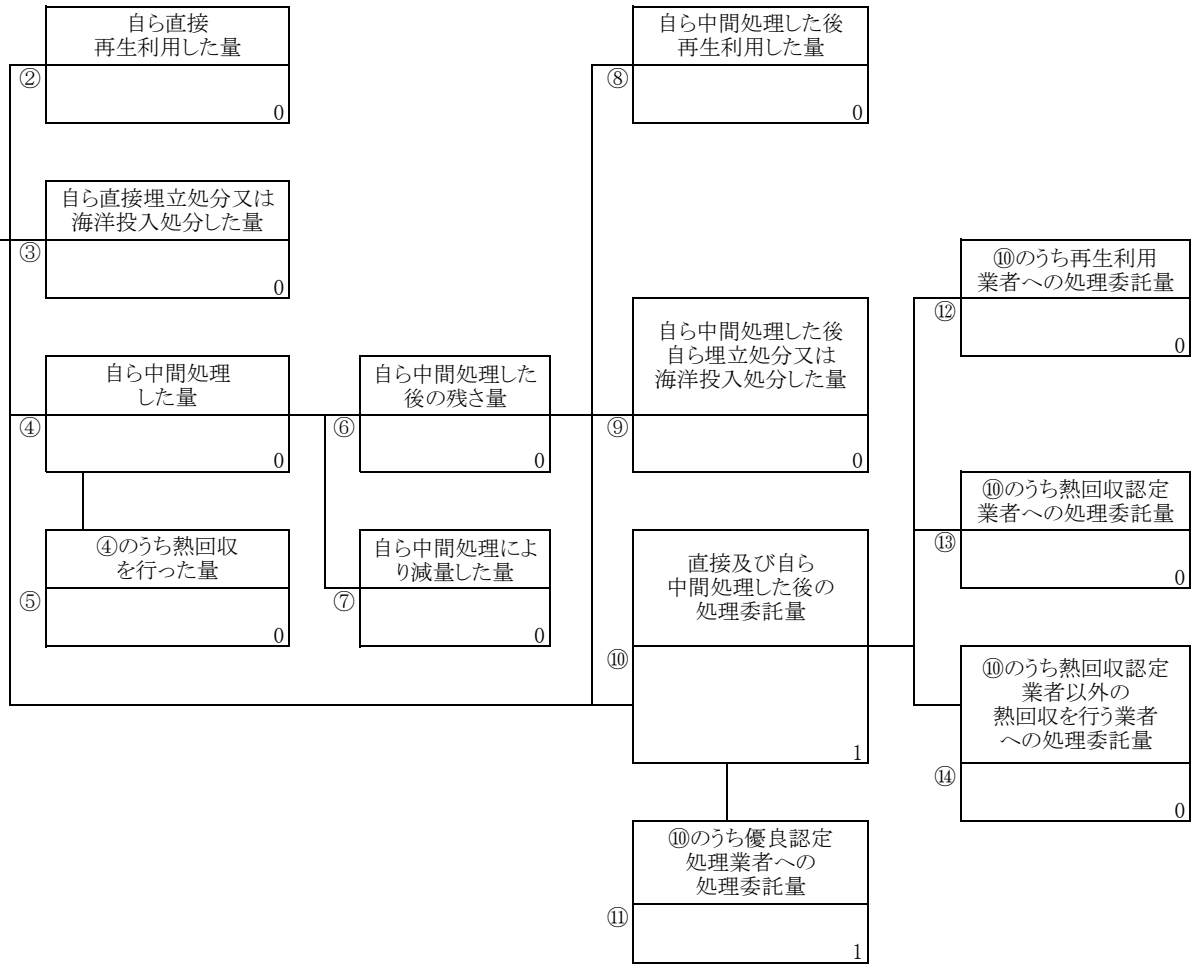 自ら直接
再生利用した量
②
0
自ら直接埋立処分又は
海洋投入処分した量
③
0
自ら中間処理
した量
④
0
④のうち熱回収
を行った量
⑤
0
自ら中間処理した
後の残さ量
⑥
0
自ら中間処理によ
り減量した量
⑦
0
自ら中間処理した後
再生利用した量
⑧
0
自ら中間処理した後
自ら埋立処分又は
海洋投入処分した量
⑨
0
直接及び自ら
中間処理した後の
処理委託量
⑩
1
⑩のうち優良認定
処理業者への
処理委託量
⑪
1
⑩のうち再生利用
業者への処理委託量
⑫
0
⑩のうち熱回収認定
業者への処理委託量
⑬
0
⑩のうち熱回収認定
業者以外の
熱回収を行う業者
への処理委託量
⑭
0